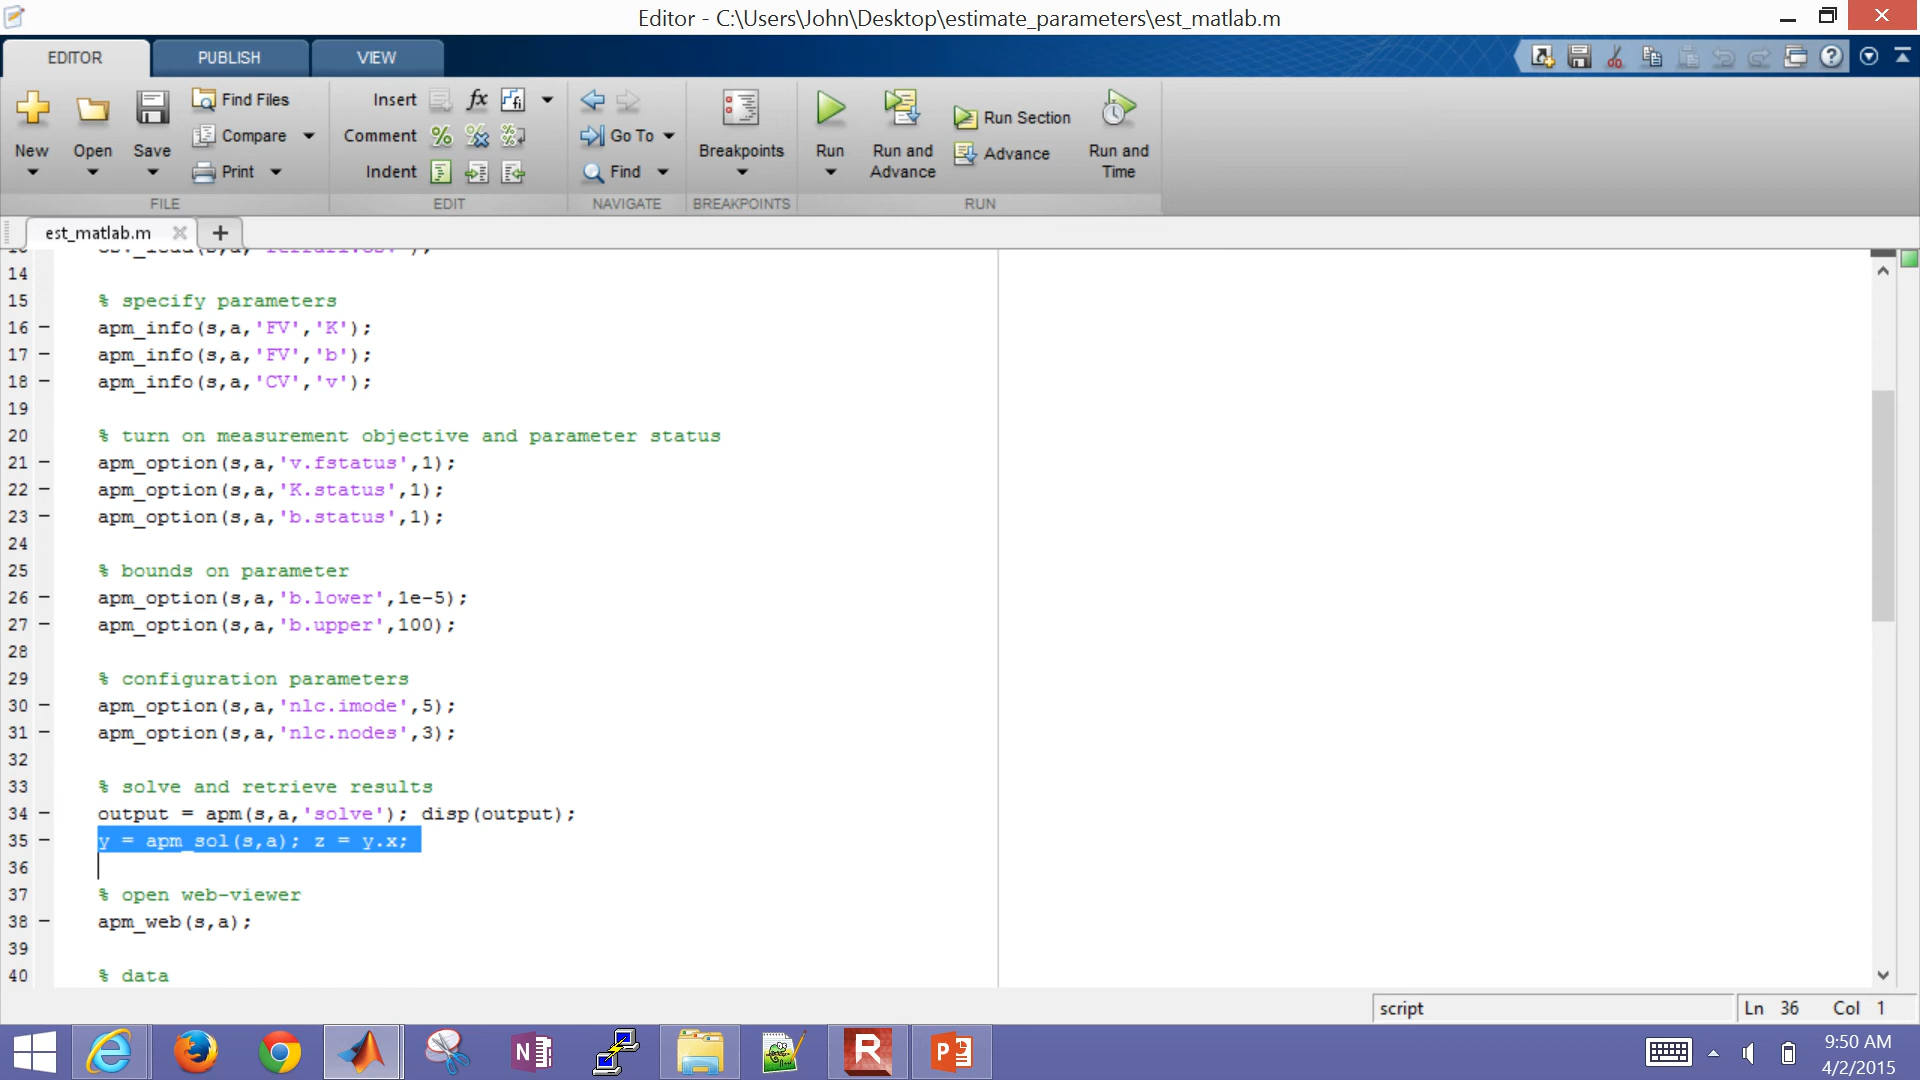 Editor - C:\Users\John\Desktop\estimate_parameters\est_matlab.m
EDITOR PUBLISH VIEW
New Open Save Find Files Compare Print
FILE
Insert fx
Comment
Indent
EDIT
Go To
Find
NAVIGATE
Breakpoints
BREAKPOINTS
Run Run and Advance Run Section Advance Run and Time
RUN
est_matlab.m
14
15 % specify parameters
16 – apm_info(s,a,'FV','K');
17 – apm_info(s,a,'FV','b');
18 – apm_info(s,a,'CV','v');
19
20 % turn on measurement objective and parameter status
21 – apm_option(s,a,'v.fstatus',1);
22 – apm_option(s,a,'K.status',1);
23 – apm_option(s,a,'b.status',1);
24
25 % bounds on parameter
26 – apm_option(s,a,'b.lower',1e-5);
27 – apm_option(s,a,'b.upper',100);
28
29 % configuration parameters
30 – apm_option(s,a,'nlc.imode',5);
31 – apm_option(s,a,'nlc.nodes',3);
32
33 % solve and retrieve results
34 – output = apm(s,a,'solve'); disp(output);
35 – y = apm_sol(s,a); z = y.x;
36
37 % open web-viewer
38 – apm_web(s,a);
39
40 % data
script Ln 36 Col 1
9:50 AM
4/2/2015